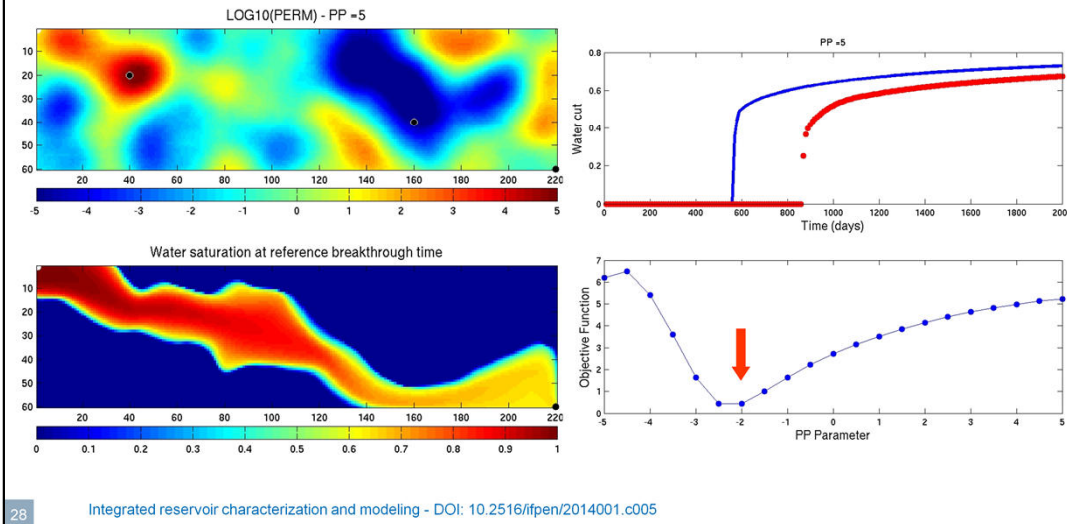 LOG10(PERM) - PP =5
10
20
30
40
50
60
20 40 60 80 100 120 140 160 180 200 220
-5 -4 -3 -2 -1 0 1 2 3 4 5
Water saturation at reference breakthrough time
10
20
30
40
50
60
20 40 60 80 100 120 140 160 180 200 220
0 0.1 0.2 0.3 0.4 0.5 0.6 0.7 0.8 0.9 1
PP =5
Water cut
0.8
0.6
0.4
0.2
0
0 200 400 600 800 1000 1200 1400 1600 1800 200
Time (days)
Objective Function
7
6
5
4
3
2
1
0
-5 -4 -3 -2 -1 0 1 2 3 4 5
PP Parameter
28 Integrated reservoir characterization and modeling - DOI: 10.2516/ifpen/2014001.c005